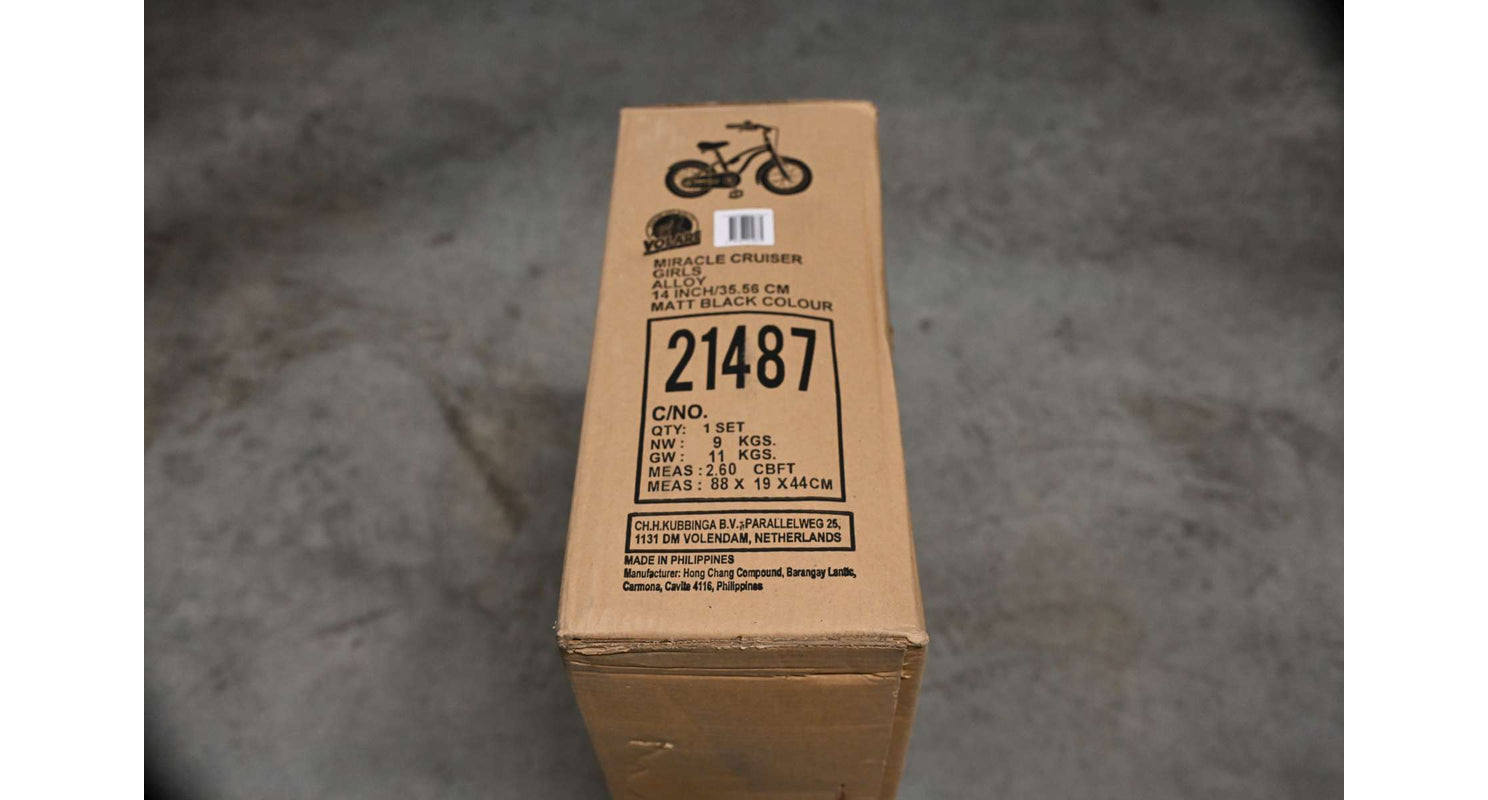 VOLARE
MIRACLE CRUISER
GIRLS
ALLOY
14 INCH/35.56 CM
MATT BLACK COLOUR
21487
C/NO.
QTY: 1 SET
NW : 9 KGS.
GW : 11 KGS.
MEAS : 2.60 CBFT
MEAS : 88 X 19 X44CM
CH.H.KUBBINGA B.V.,PARALLELWEG 25,
1131 DM VOLENDAM, NETHERLANDS
MADE IN PHILIPPINES
Manufacturer: Hong Chang Compound, Barangay Lantic,
Carmona, Cavite 4116, Philippines